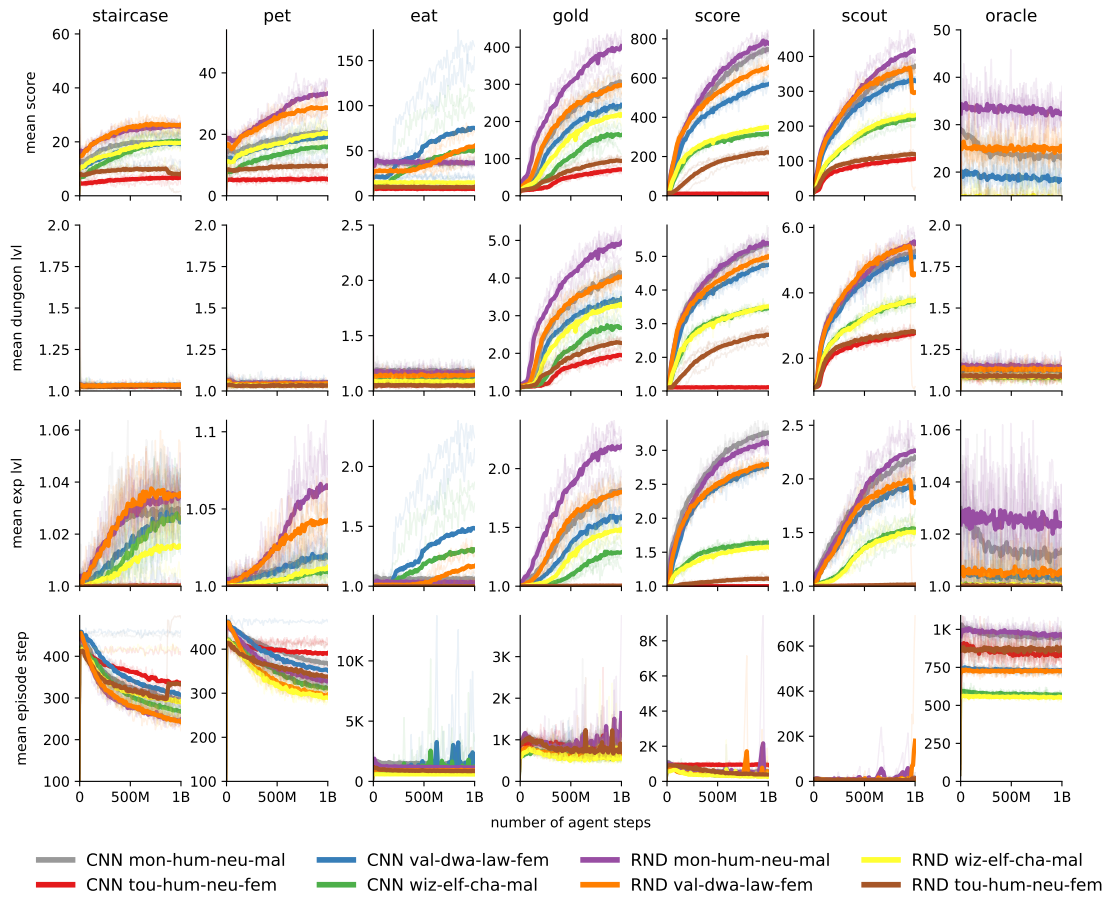 staircase pet eat gold score scout oracle
mean score
60 40 20 0
40 20 0
150 100 50 0
400 300 200 100 0
800 600 400 200 0
400 300 200 100 0
50 40 30 20
mean dungeon lvl
2.0 1.75 1.5 1.25 1.0
2.0 1.75 1.5 1.25 1.0
2.5 2.0 1.5 1.0
5.0 4.0 3.0 2.0 1.0
5.0 4.0 3.0 2.0 1.0
6.0 4.0 2.0
2.0 1.75 1.5 1.25 1.0
mean exp lvl
1.06 1.04 1.02 1.0
1.1 1.05 1.0
2.0 1.5 1.0
2.0 1.5 1.0
3.0 2.5 2.0 1.5 1.0
2.5 2.0 1.5 1.0
1.06 1.04 1.02 1.0
mean episode step
400 300 200 100
400 300 200 100
10K 5K 0
3K 2K 1K 0
8K 6K 4K 2K 0
60K 40K 20K 0
1K 750 500 250 0
0 500M 1B 0 500M 1B 0 500M 1B 0 500M 1B 0 500M 1B 0 500M 1B 0 500M 1B
number of agent steps
CNN mon-hum-neu-mal CNN val-dwa-law-fem RND mon-hum-neu-mal RND wiz-elf-cha-mal
CNN tou-hum-neu-fem CNN wiz-elf-cha-mal RND val-dwa-law-fem RND tou-hum-neu-fem